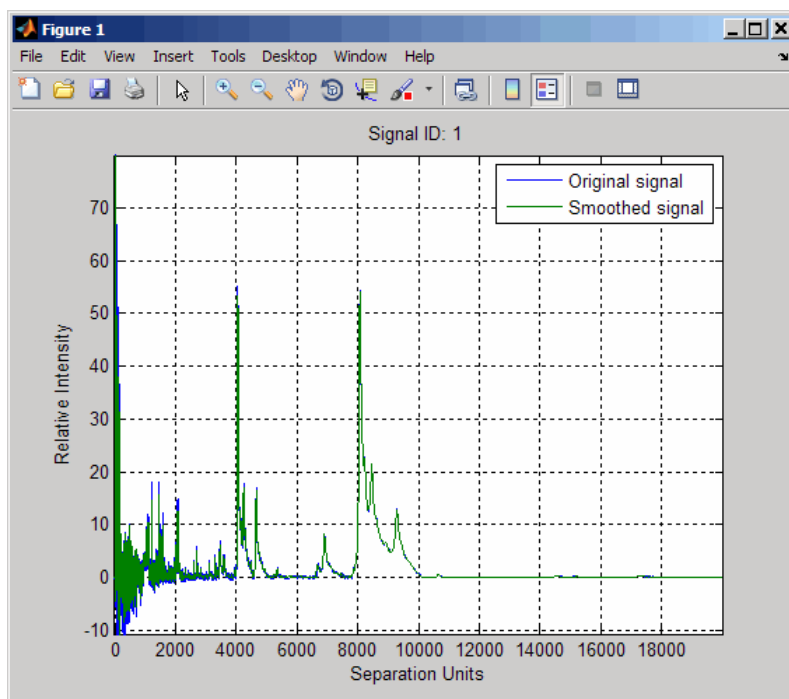 Figure 1
File Edit View Insert Tools Desktop Window Help
Signal ID: 1
Original signal
Smoothed signal
70
60
50
40
30
20
10
0
-10
Relative Intensity
0 2000 4000 6000 8000 10000 12000 14000 16000 18000
Separation Units